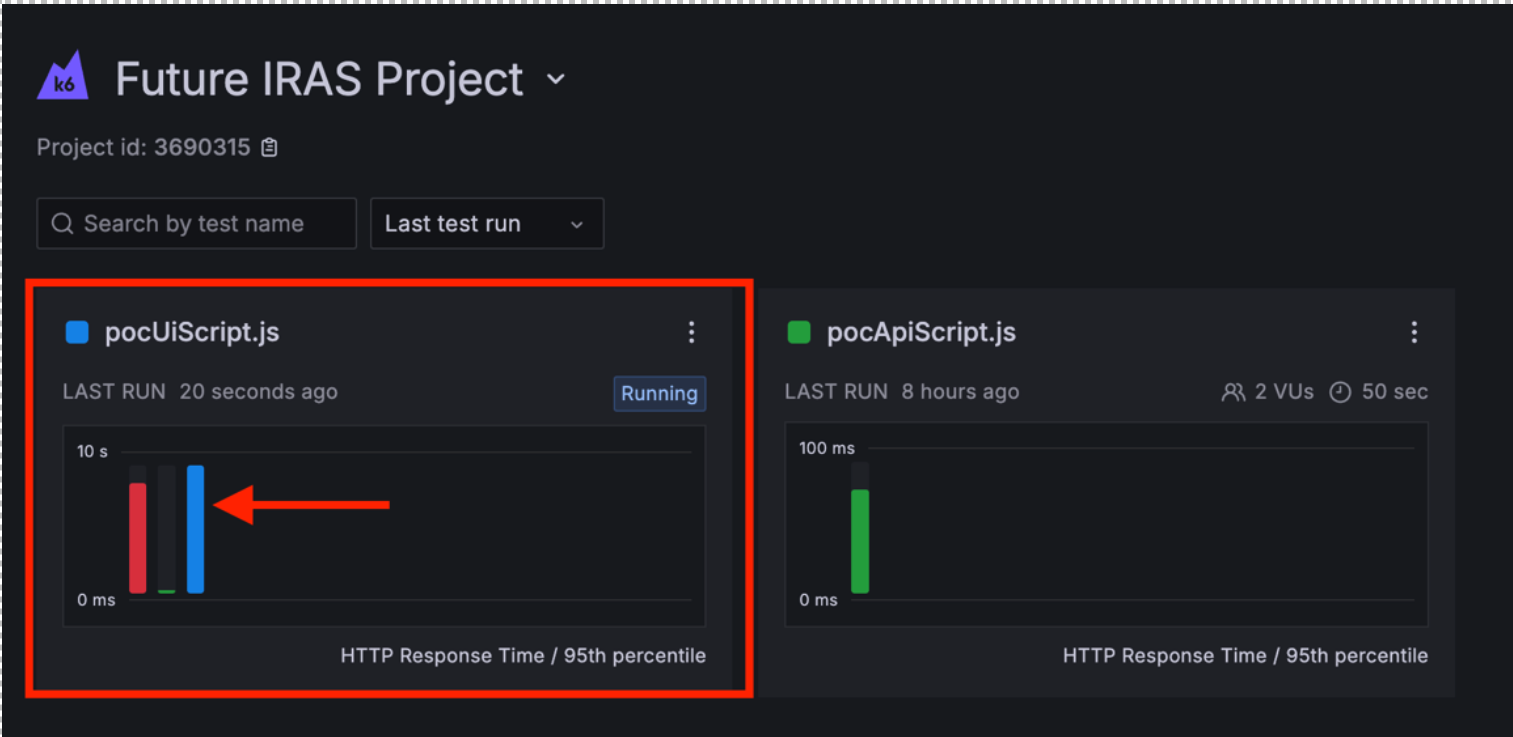 k6 Future IRAS Project
Project id: 3690315
Search by test name
Last test run
pocUiScript.js
LAST RUN 20 seconds ago
Running
10 s
0 ms
HTTP Response Time / 95th percentile
pocApiScript.js
LAST RUN 8 hours ago
2 VUs 50 sec
100 ms
0 ms
HTTP Response Time / 95th percentile